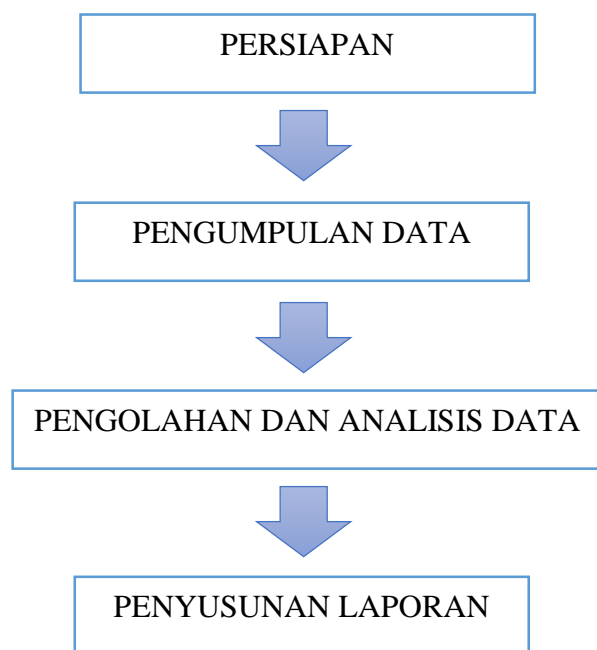 PERSIAPAN
PENGUMPULAN DATA
PENGOLAHAN DAN ANALISIS DATA
PENYUSUNAN LAPORAN